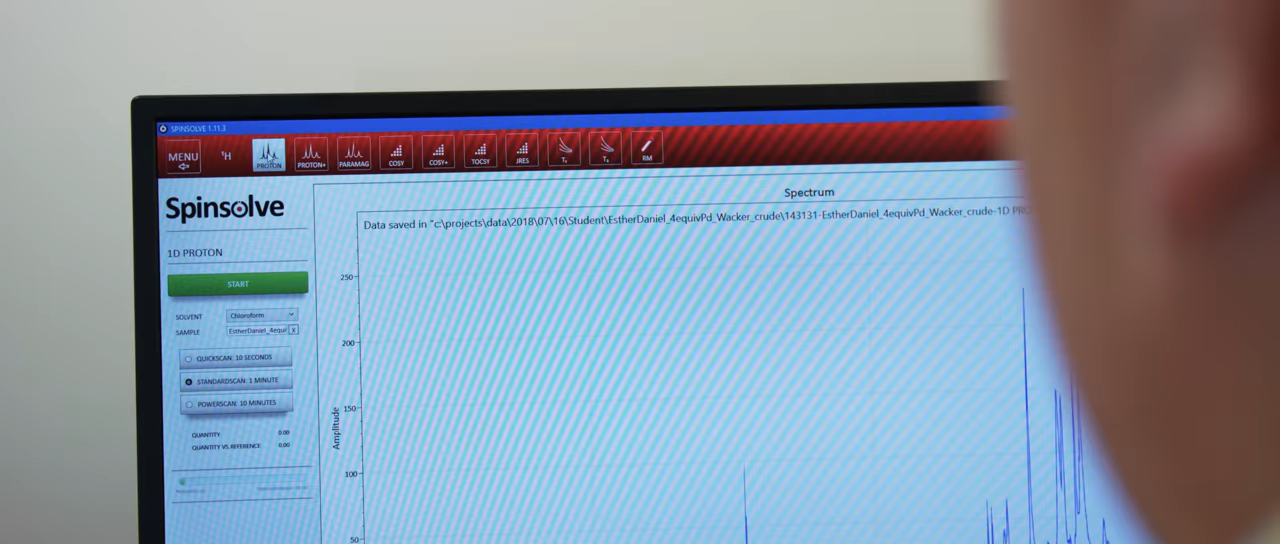 SPINSOLVE 1.11.3
MENU
¹H
PROTON
PROTON+
PARAMAG
COSY
COSY+
TOCSY
JRES
T₁
T₂
RM
Spinsolve
Spectrum
Data saved in "c:\projects\data\2018\07\16\Student\EstherDaniel_4equivPd_Wacker_crude\143131-EstherDaniel_4equivPd_Wacker_crude-1D PRO
1D PROTON
START
SOLVENT Chloroform
SAMPLE EstherDaniel_4equi X
QUICKSCAN: 10 SECONDS
STANDARDSCAN: 1 MINUTE
POWERSCAN: 10 MINUTES
QUANTITY 0.00
QUANTITY VS.REFERENCE 0.00
Amplitude
250
200
150
100
50